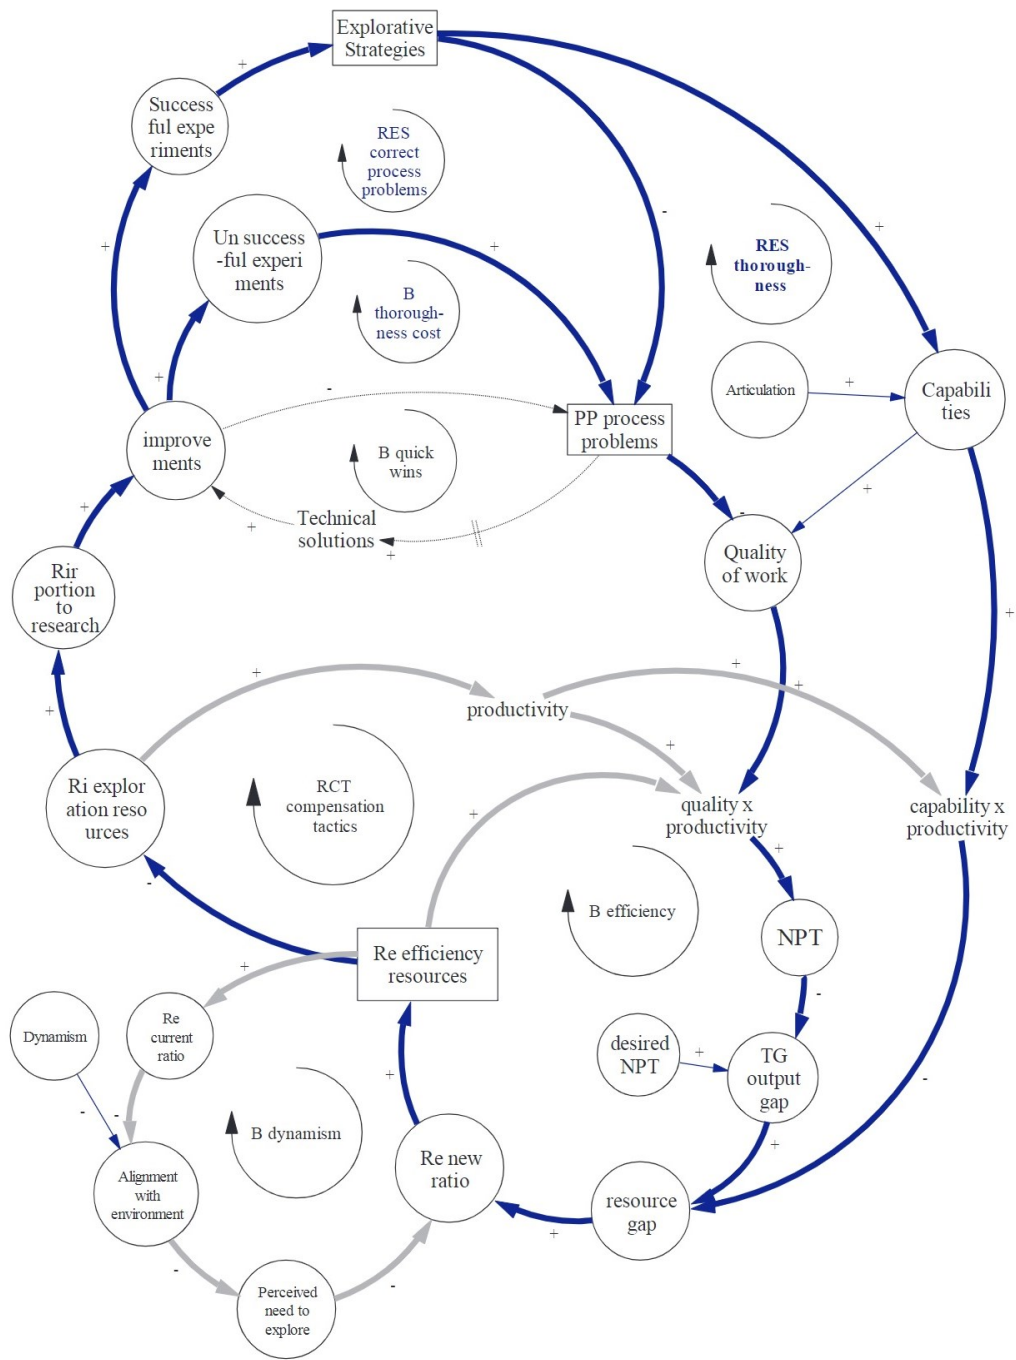 Explorative
Strategies
+
Success
ful expe
riments
RES
correct
process
problems
-
+
+
Un success
-ful experi
ments
+
RES
thorough-
ness
B
thorough-
ness cost
+
-
Articulation
+
Capabili
ties
improve
ments
PP process
problems
B quick
wins
+
+
-
Technical
solutions
+
+
Quality
of work
Rir
portion
to
research
+
+
+
+
+
productivity
+
+
Ri explor
ation reso
urces
RCT
compensation
tactics
+
quality x
productivity
capability x
productivity
+
-
B efficiency
NPT
Re efficiency
resources
+
-
Dynamism
Re
current
ratio
desired
NPT
+
TG
output
gap
+
-
-
-
B dynamism
+
Re new
ratio
Alignment
with
environment
resource
gap
+
-
-
Perceived
need to
explore